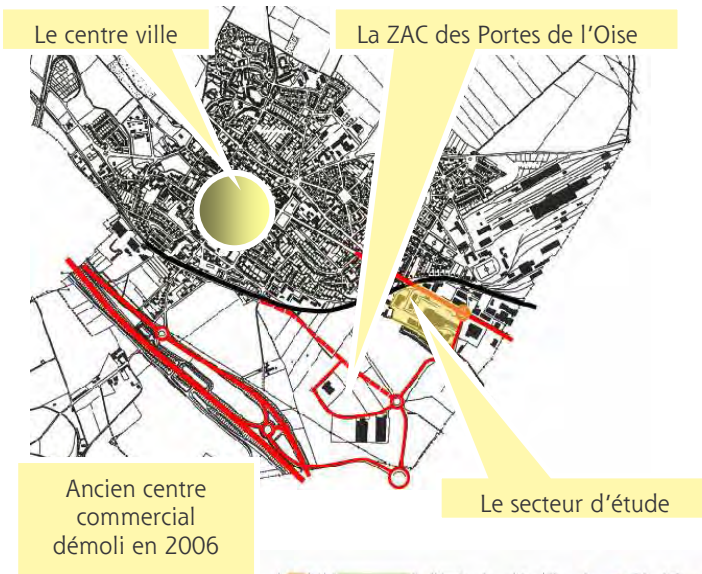 Le centre ville
La ZAC des Portes de l’Oise
Le secteur d’étude
Ancien centre
commercial
démoli en 2006